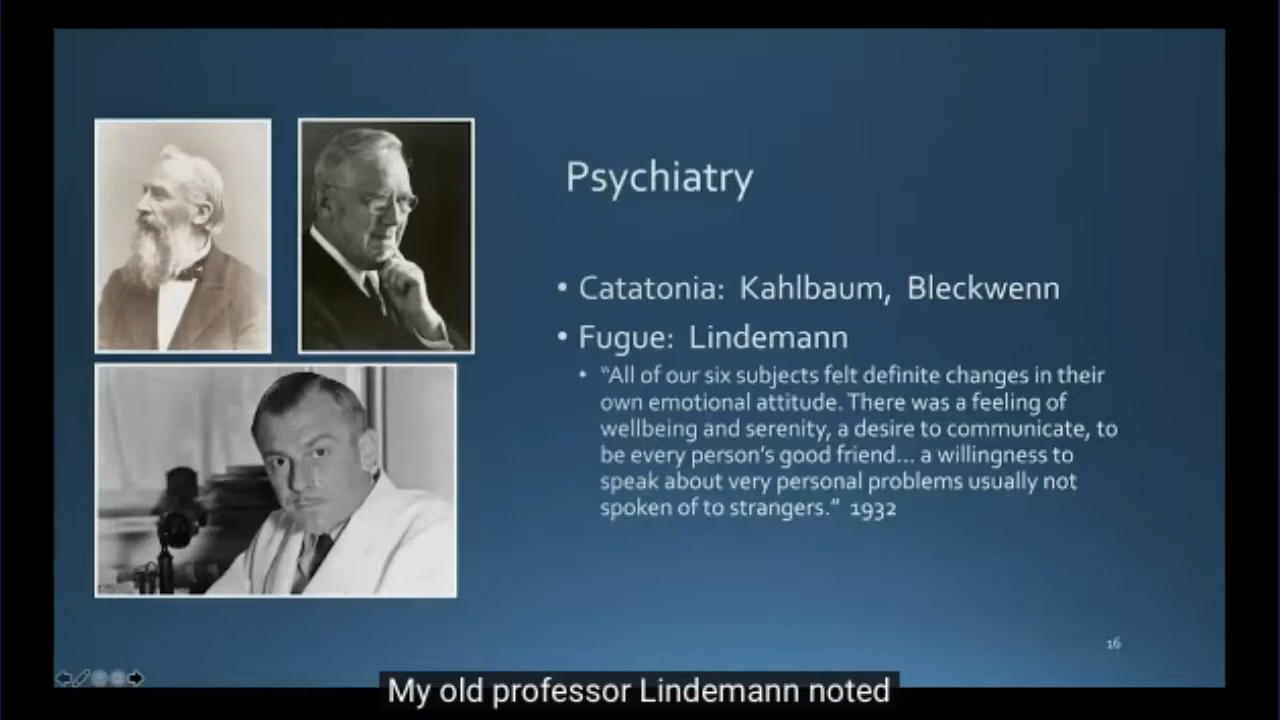 Psychiatry
• Catatonia: Kahlbaum, Bleckwenn
• Fugue: Lindemann
• “All of our six subjects felt definite changes in their
own emotional attitude. There was a feeling of
wellbeing and serenity, a desire to communicate, to
be every person’s good friend… a willingness to
speak about very personal problems usually not
spoken of to strangers.” 1932
16
My old professor Lindemann noted